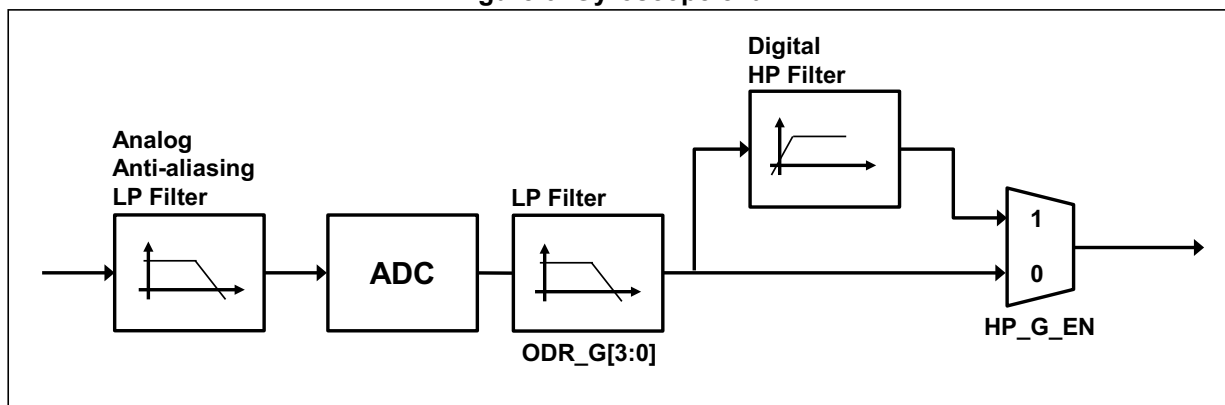 Digital
HP Filter
Analog
Anti-aliasing
LP Filter
LP Filter
ADC
1
0
HP_G_EN
ODR_G[3:0]